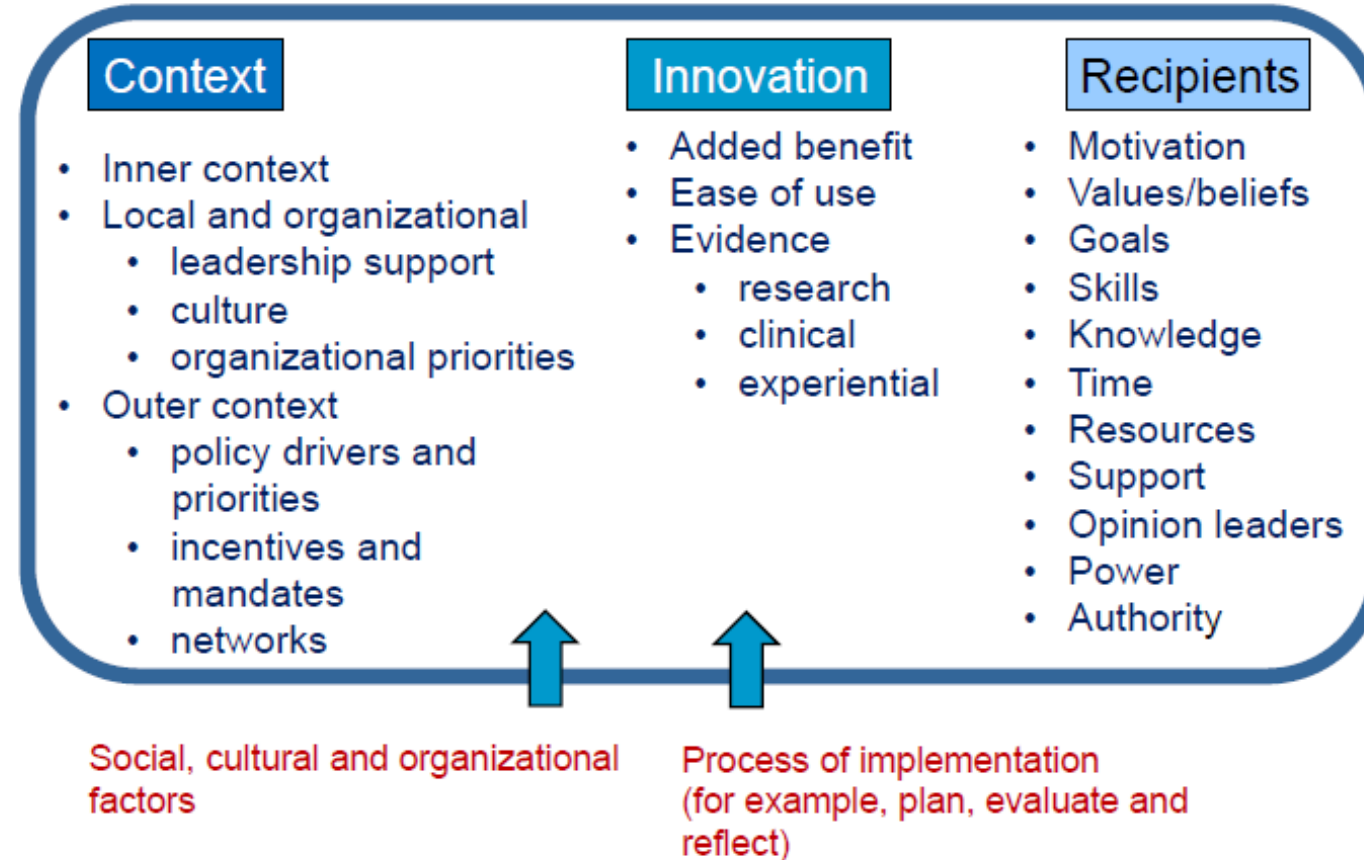 Context
• Inner context
• Local and organizational
• leadership support
• culture
• organizational priorities
• Outer context
• policy drivers and
priorities
• incentives and
mandates
• networks
Innovation
• Added benefit
• Ease of use
• Evidence
• research
• clinical
• experiential
Recipients
• Motivation
• Values/beliefs
• Goals
• Skills
• Knowledge
• Time
• Resources
• Support
• Opinion leaders
• Power
• Authority
Social, cultural and organizational
factors
Process of implementation
(for example, plan, evaluate and
reflect)